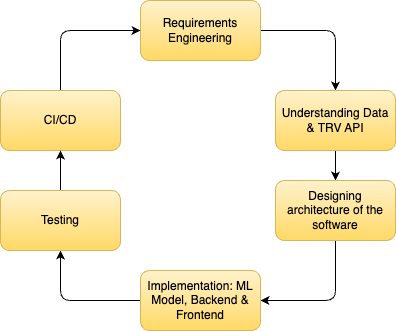 Requirements
Engineering
Understanding Data
& TRV API
Designing
architecture of the
software
Implementation: ML
Model, Backend &
Frontend
Testing
CI/CD